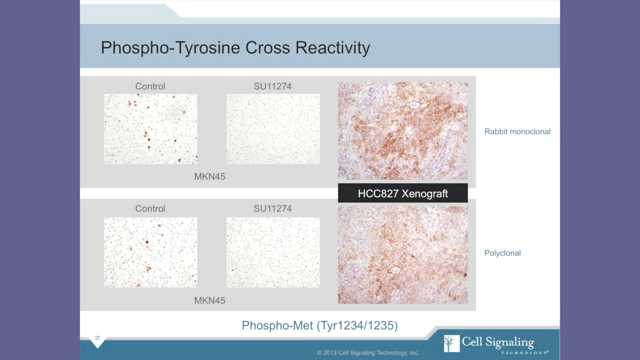 Phospho-Tyrosine Cross Reactivity
Control
SU11274
Rabbit monoclonal
MKN45
HCC827 Xenograft
Control
SU11274
Polyclonal
MKN45
Phospho-Met (Tyr1234/1235)
21
© 2013 Cell Signaling Technology, Inc.
Cell Signaling
TECHNOLOGY®